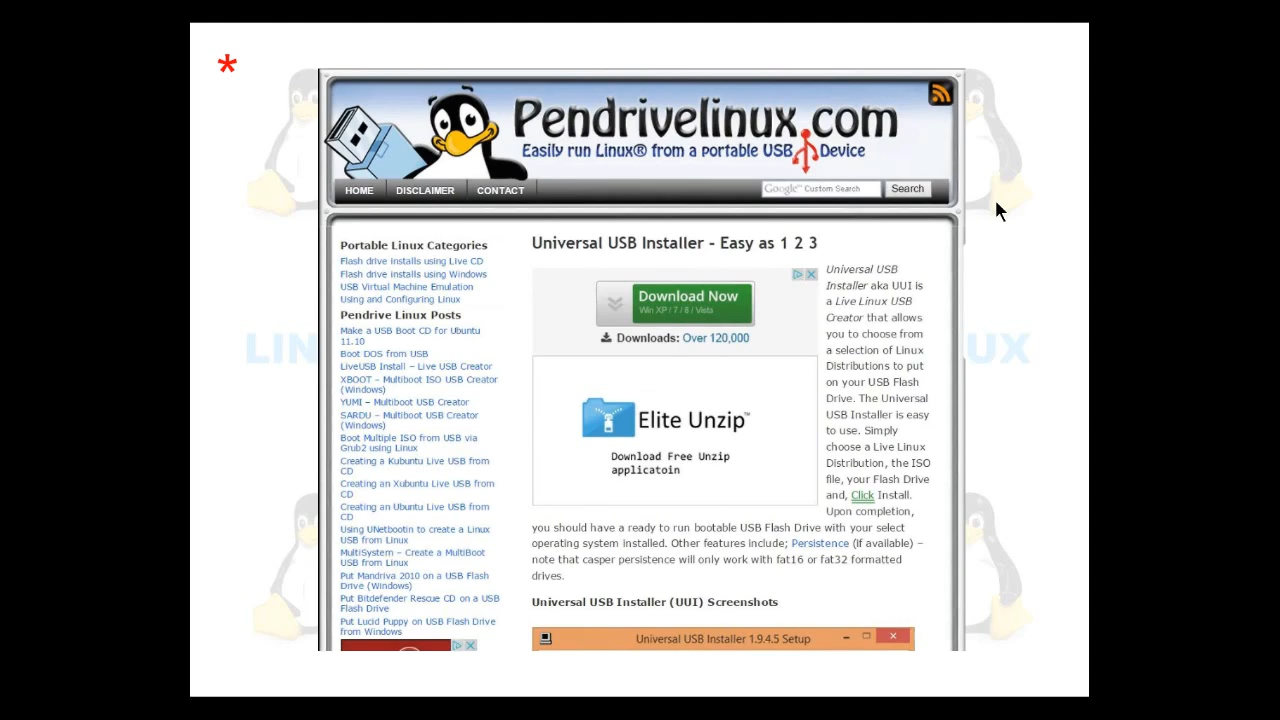 *
Pendrivelinux.com
Easily run Linux® from a portable USB Device
HOME DISCLAIMER CONTACT
Google™ Custom Search Search
Portable Linux Categories
Flash drive installs using Live CD
Flash drive installs using Windows
USB Virtual Machine Emulation
Using and Configuring Linux
Pendrive Linux Posts
Make a USB Boot CD for Ubuntu
11.10
Boot DOS from USB
LiveUSB Install – Live USB Creator
XBOOT – Multiboot ISO USB Creator
(Windows)
YUMI – Multiboot USB Creator
SARDU – Multiboot USB Creator
(Windows)
Boot Multiple ISO from USB via
Grub2 using Linux
Creating a Kubuntu Live USB from
CD
Creating an Xubuntu Live USB from
CD
Creating an Ubuntu Live USB from
CD
Using UNetbootin to create a Linux
USB from Linux
MultiSystem – Create a MultiBoot
USB from Linux
Put Mandriva 2010 on a USB Flash
Drive (Windows)
Put Bitdefender Rescue CD on a USB
Flash Drive
Put Lucid Puppy on USB Flash Drive
from Windows
Universal USB Installer – Easy as 1 2 3
Download Now
Win XP / 7 / 8 / Vista
Downloads: Over 120,000
Elite Unzip™
Download Free Unzip
applicatoin
Universal USB
Installer aka UUI is
a Live Linux USB
Creator that allows
you to choose from
a selection of Linux
Distributions to put
on your USB Flash
Drive. The Universal
USB Installer is easy
to use. Simply
choose a Live Linux
Distribution, the ISO
file, your Flash Drive
and, Click Install.
Upon completion,
you should have a ready to run bootable USB Flash Drive with your select
operating system installed. Other features include; Persistence (if available) –
note that casper persistence will only work with fat16 or fat32 formatted
drives.
Universal USB Installer (UUI) Screenshots
Universal USB Installer 1.9.4.5 Setup
LIN
UX